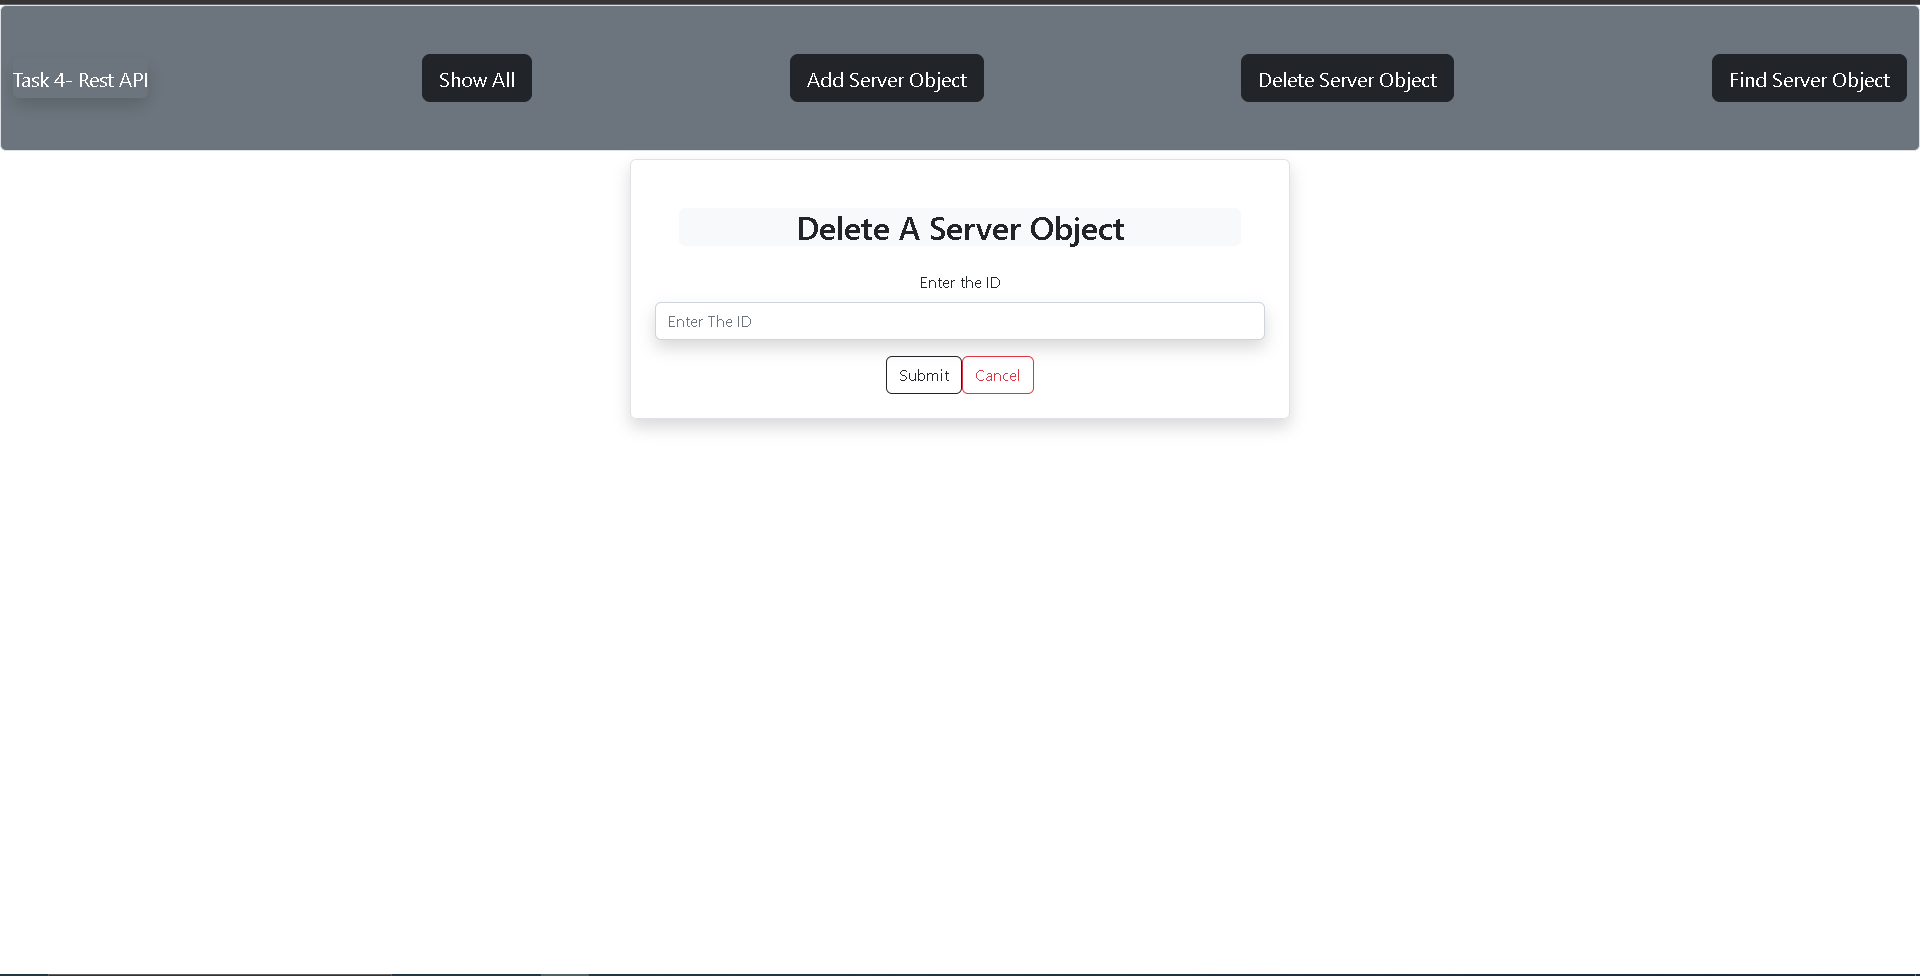 Task 4- Rest API
Show All
Add Server Object
Delete Server Object
Find Server Object
Delete A Server Object
Enter the ID
Enter The ID
Submit
Cancel